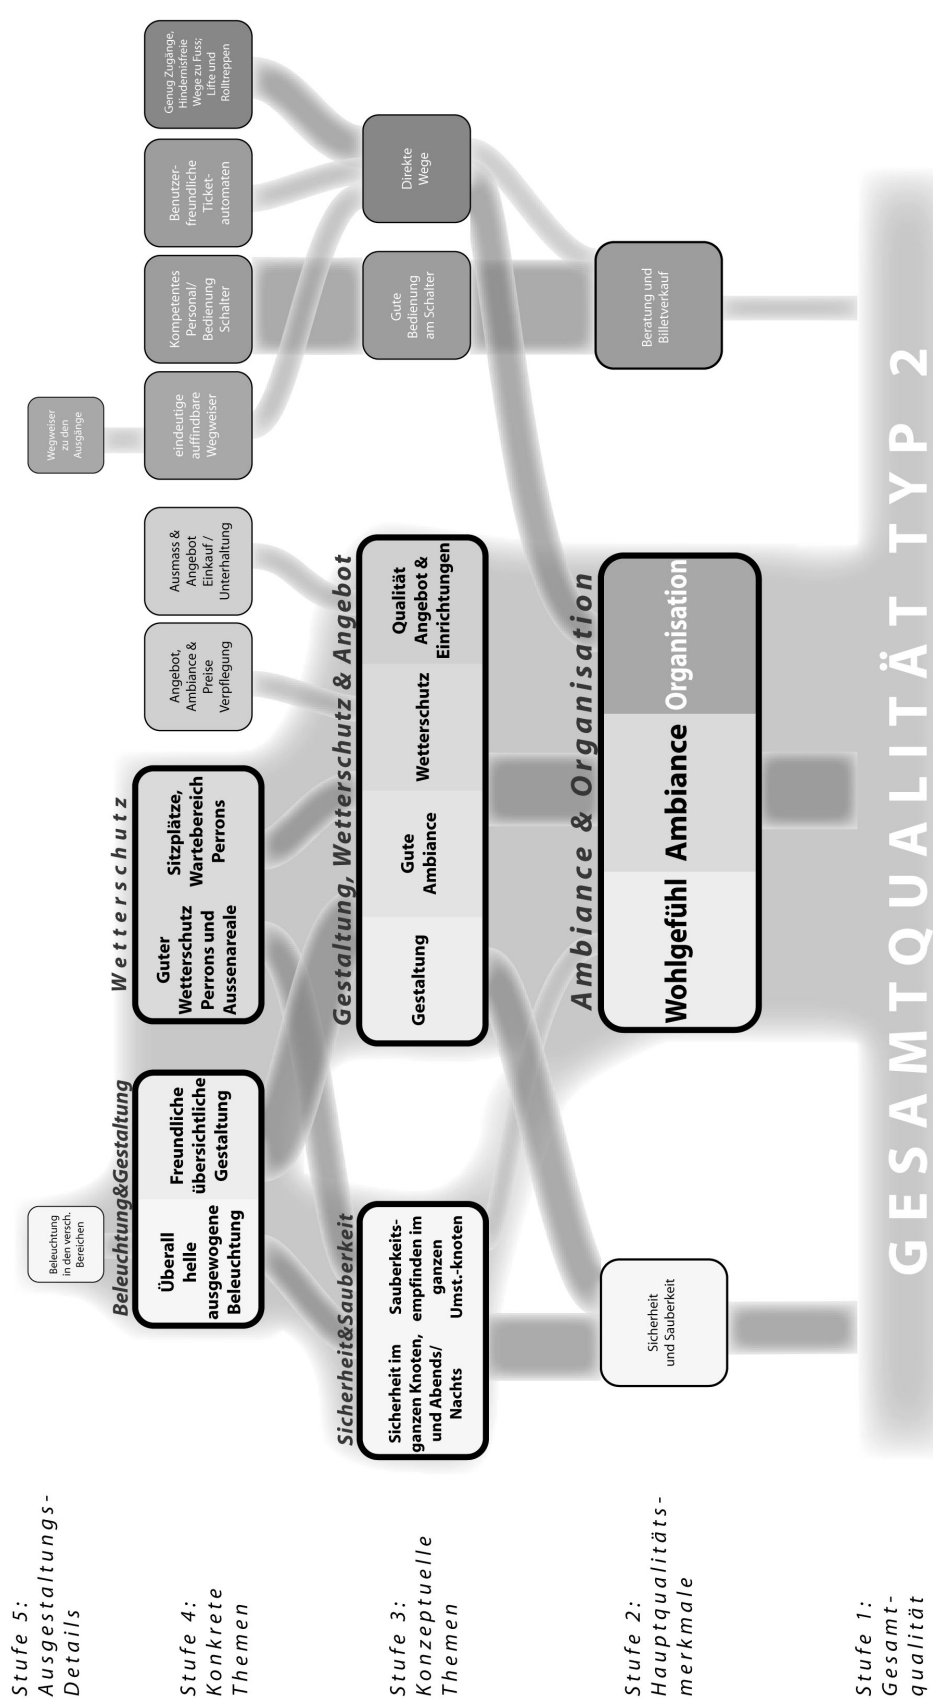 Stufe 5:
Ausgestaltungs-
Details
Beleuchtung
in den versch.
Bereichen
Wegweiser
zu den
Ausgänge
Stufe 4:
Konkrete
Themen
Beleuchtung&Gestaltung
Überall
helle
ausgewogene
Beleuchtung
Freundliche
übersichtliche
Gestaltung
Wetterschutz
Guter
Wetterschutz
Perrons und
Aussenareale
Sitzplätze,
Wartebereich
Perrons
Angebot,
Ambiance &
Preise
Verpflegung
Ausmass &
Angebot
Einkauf /
Unterhaltung
eindeutige
auffindbare
Wegweiser
Kompetentes
Personal/
Bedienung
Schalter
Benutzer-
freundliche
Ticket-
automaten
Genug Zugänge,
Hindernisfreie
Wege zu Fuss;
Lifte und
Rolltreppen
Stufe 3:
Konzeptuelle
Themen
Sicherheit&Sauberkeit
Sicherheit im
ganzen Knoten,
und Abends/
Nachts
Sauberkeits-
empfinden im
ganzen
Umst.-knoten
Gestaltung, Wetterschutz & Angebot
Gestaltung
Gute
Ambiance
Wetterschutz
Qualität
Angebot &
Einrichtungen
Gute
Bedienung
am Schalter
Direkte
Wege
Stufe 2:
Hauptqualitäts-
merkmale
Sicherheit
und Sauberkeit
Ambiance & Organisation
Wohlgefühl
Ambiance
Organisation
Beratung und
Billetverkauf
Stufe 1:
Gesamt-
qualität
GESAMTQUALITÄT TYP 2